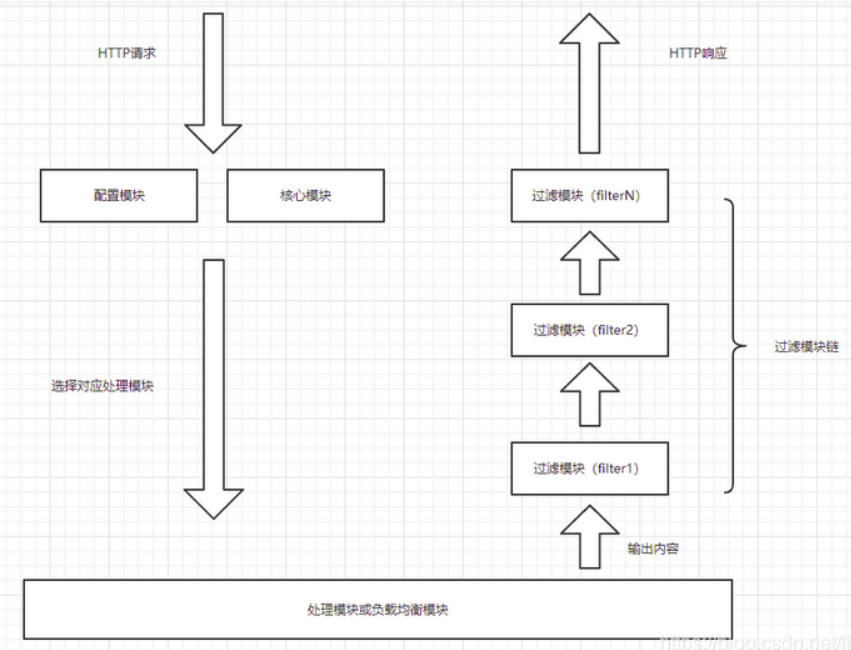 HTTP请求
HTTP响应
配置模块
核心模块
过滤模块（filterN）
过滤模块（filter2）
过滤模块链
选择对应处理模块
过滤模块（filter1）
输出内容
处理模块或负载均衡模块
https://blog.csdn.net/li